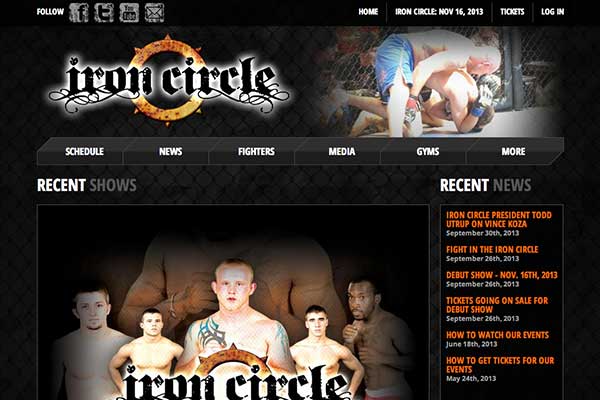 FOLLOW
You Tube
HOME
IRON CIRCLE: NOV 16, 2013
TICKETS
LOG IN
iron circle
SCHEDULE
NEWS
FIGHTERS
MEDIA
GYMS
MORE
RECENT SHOWS
iron circle
RECENT NEWS
IRON CIRCLE PRESIDENT TODD
UTRUP ON VINCE KOZA
September 30th, 2013
FIGHT IN THE IRON CIRCLE
September 26th, 2013
DEBUT SHOW - NOV. 16TH, 2013
September 26th, 2013
TICKETS GOING ON SALE FOR
DEBUT SHOW
September 26th, 2013
HOW TO WATCH OUR EVENTS
June 18th, 2013
HOW TO GET TICKETS FOR OUR
EVENTS
May 24th, 2013